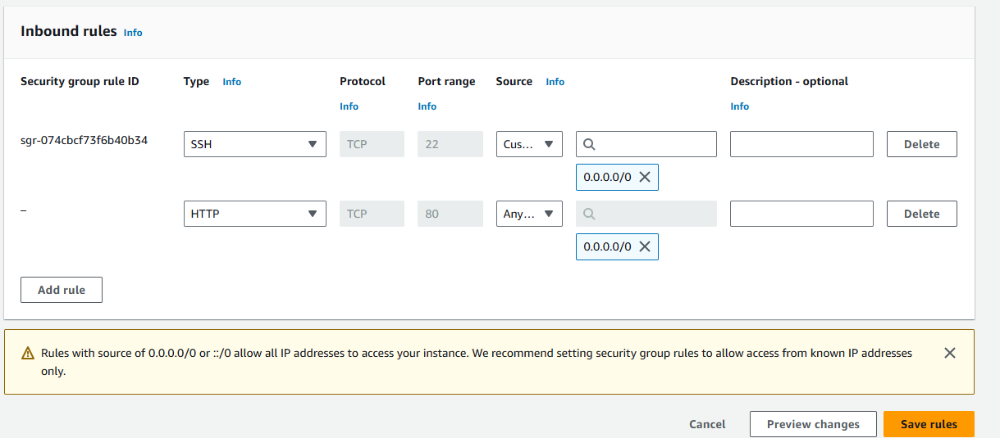 Inbound rules Info
Security group rule ID Type Info Protocol Info Port range Info Source Info Description - optional Info
sgr-074cbcf73f6b40b34 SSH TCP 22 Cus... Delete
0.0.0.0/0
– HTTP TCP 80 Any... Delete
0.0.0.0/0
Add rule
Rules with source of 0.0.0.0/0 or ::/0 allow all IP addresses to access your instance. We recommend setting security group rules to allow access from known IP addresses
only.
Cancel Preview changes Save rules